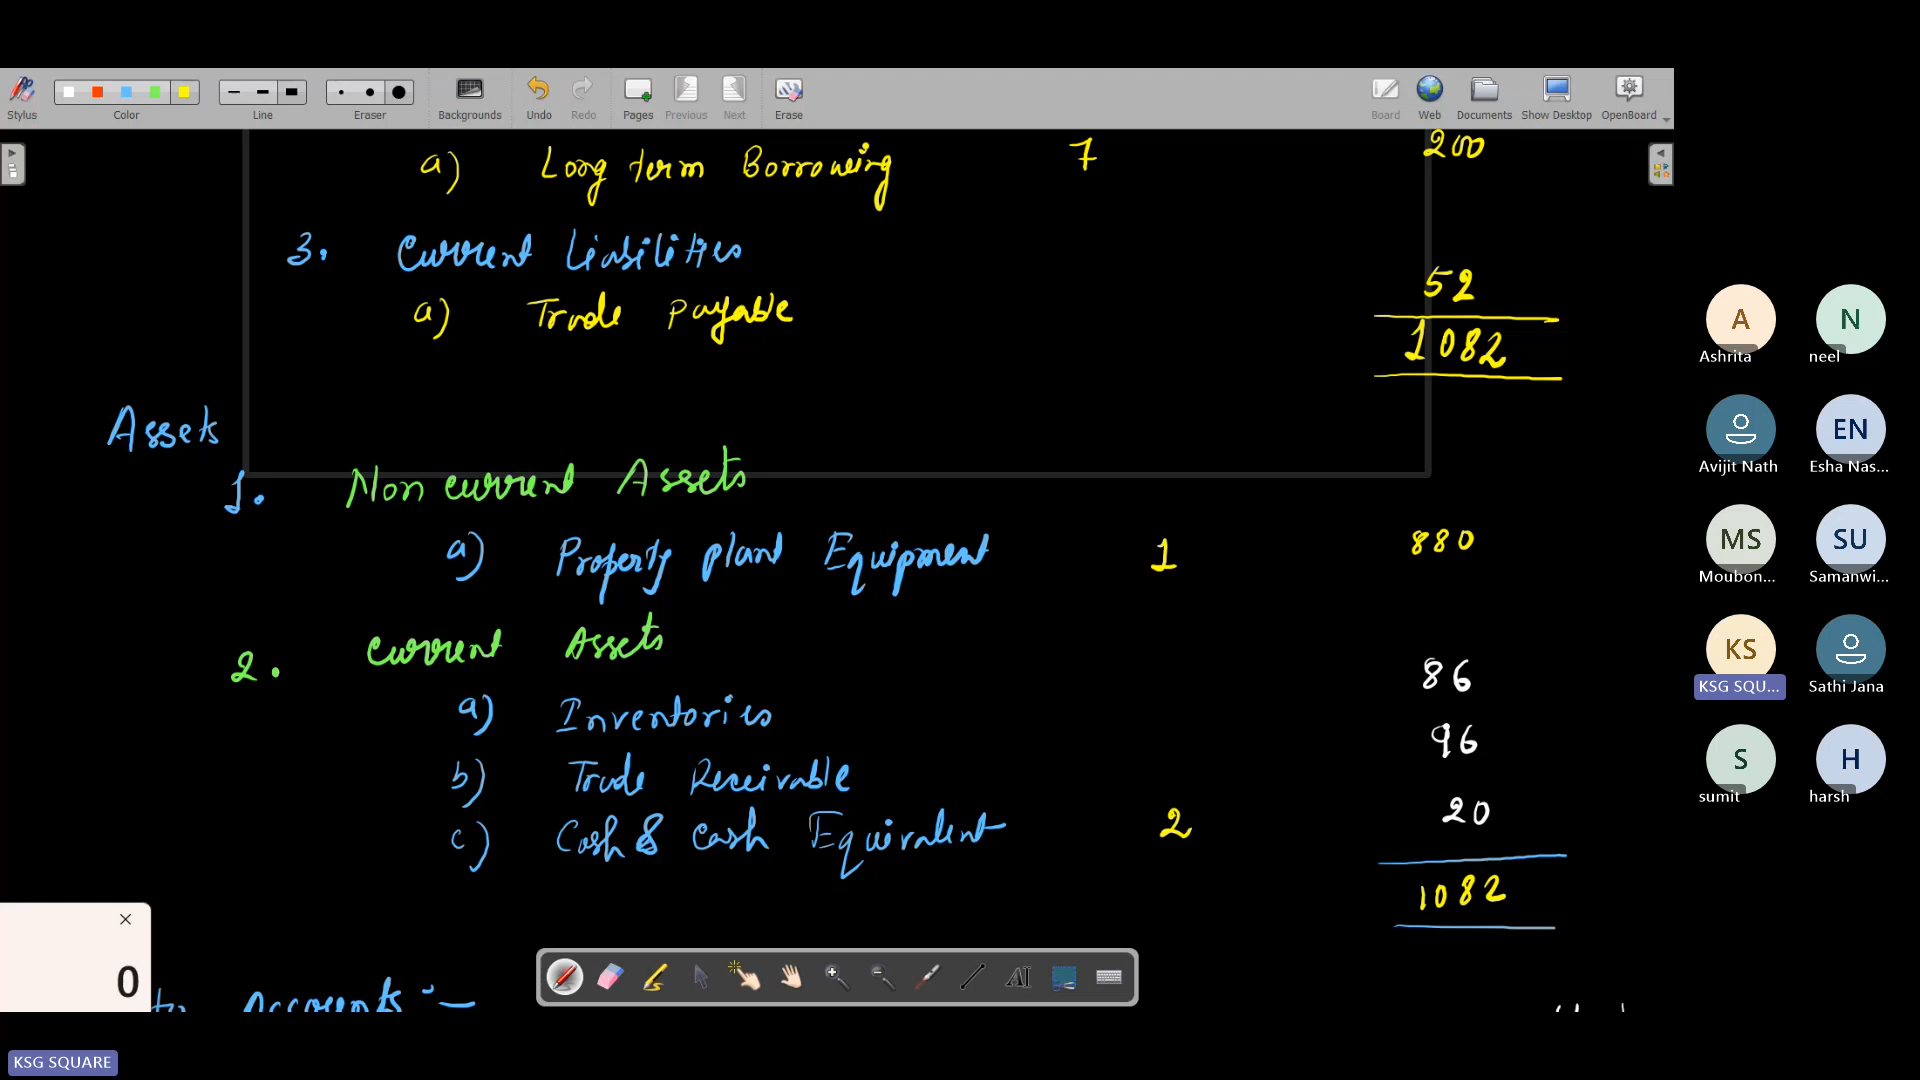 Stylus
Color
Line
Eraser
Backgrounds
Undo
Redo
Pages
Previous
Next
Erase
Board
Web
Documents
Show Desktop
OpenBoard
a) Long term Borrowing 7 200
3. Current Liabilities
a) Trade Payable 52
1082
Assets
1. Non current Assets
a) Property plant Equipment 1 880
2. Current Assets
a) Inventories 86
b) Trade Receivable 96
c) Cash & Cash Equivalent 2 20
1082
to Accounts :-
0
A
Ashrita
N
neel
Avijit Nath
EN
Esha Nas...
MS
Moubon...
SU
Samanwi...
KS
KSG SQU...
Sathi Jana
S
sumit
H
harsh
AI
KSG SQUARE